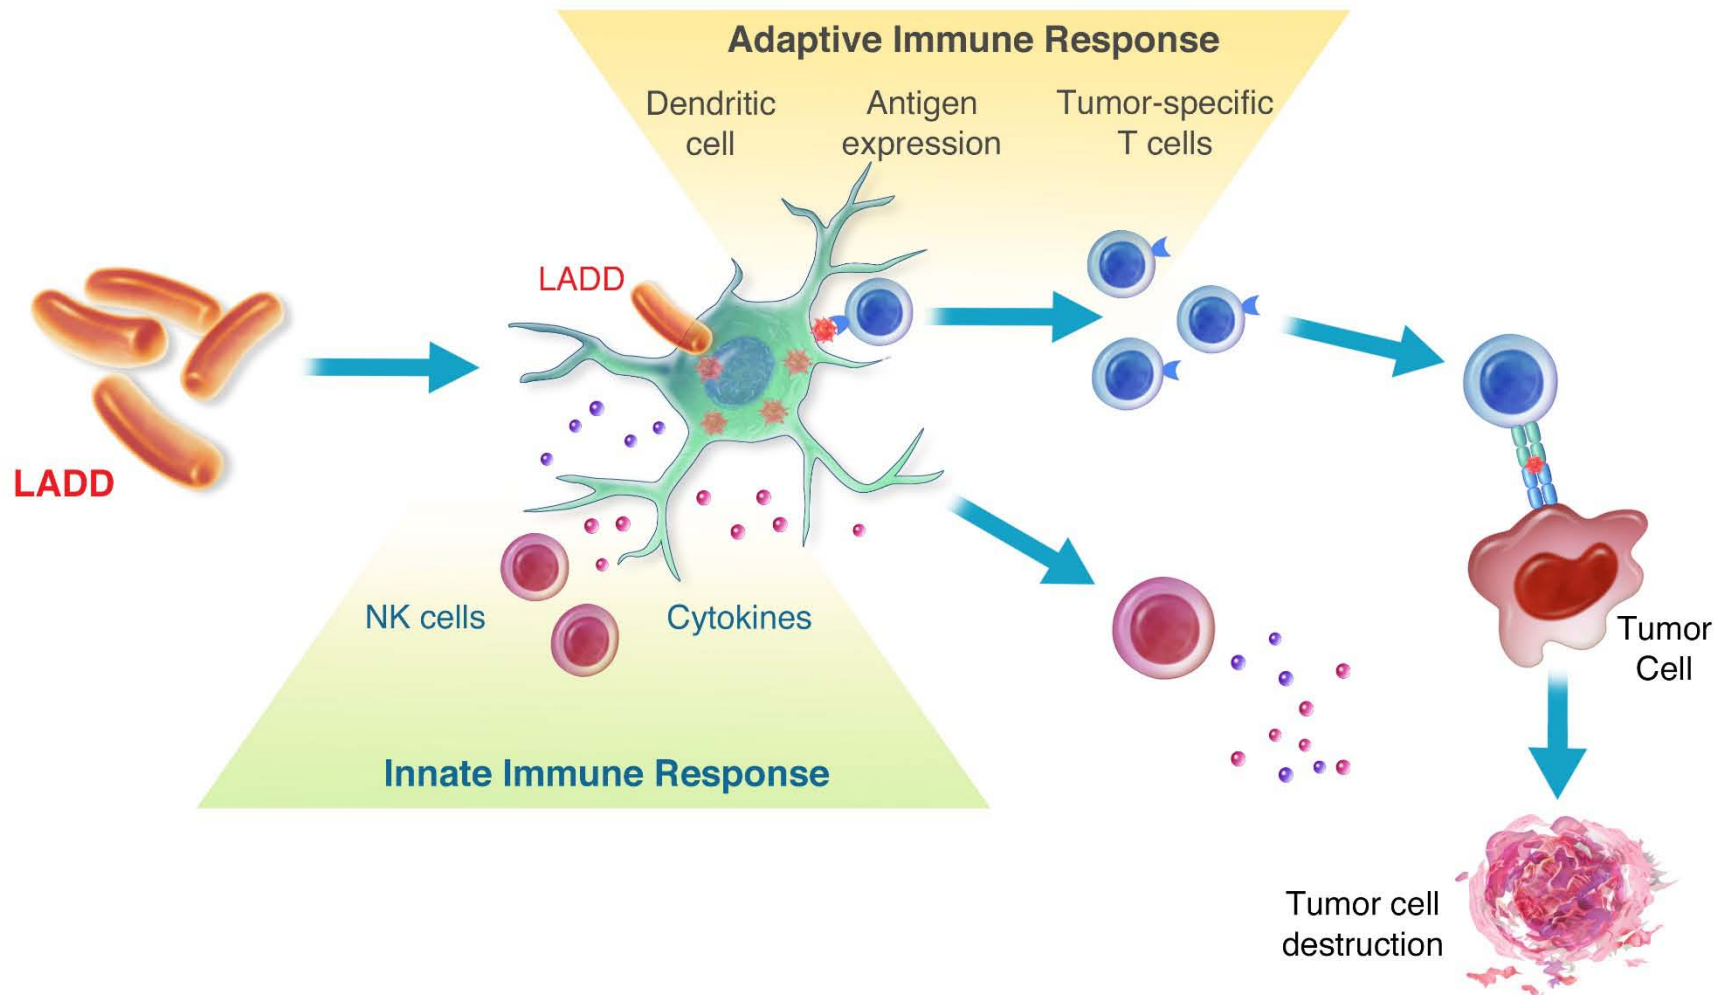 Adaptive Immune Response
Dendritic
cell
Antigen
expression
Tumor-specific
T cells
LADD
LADD
NK cells
Cytokines
Innate Immune Response
Tumor
Cell
Tumor cell
destruction